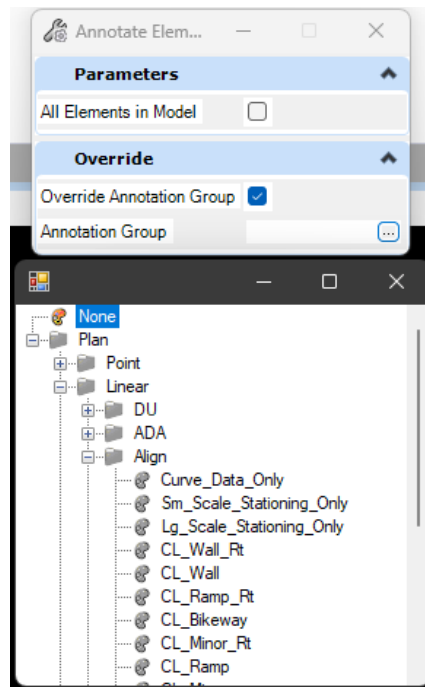 Annotate Elem...
Parameters
All Elements in Model
Override
Override Annotation Group
Annotation Group
...
None
Plan
Point
Linear
DU
ADA
Align
Curve_Data_Only
Sm_Scale_Stationing_Only
Lg_Scale_Stationing_Only
CL_Wall_Rt
CL_Wall
CL_Ramp_Rt
CL_Bikeway
CL_Minor_Rt
CL_Ramp